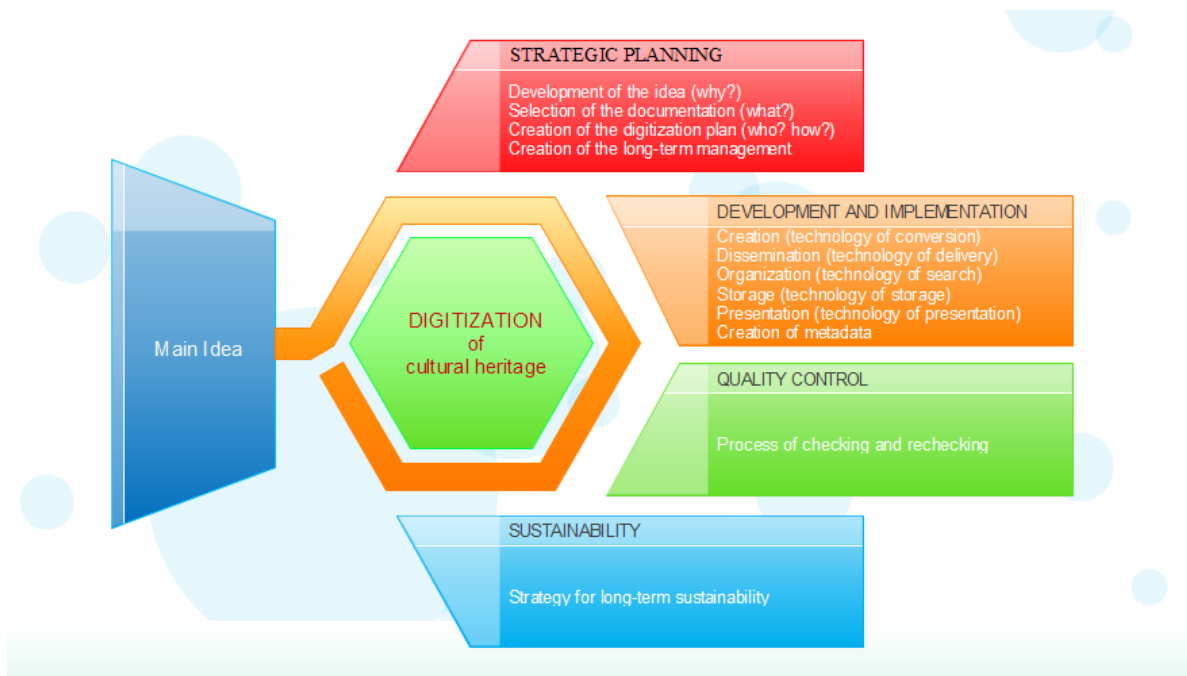 STRATEGIC PLANNING
Development of the idea (why?)
Selection of the documentation (what?)
Creation of the digitization plan (who? how?)
Creation of the long-term management
Main Idea
DIGITIZATION
of
cultural heritage
DEVELOPMENT AND IMPLEMENTATION
Creation (technology of conversion)
Dissemination (technology of delivery)
Organization (technology of search)
Storage (technology of storage)
Presentation (technology of presentation)
Creation of metadata
QUALITY CONTROL
Process of checking and rechecking
SUSTAINABILITY
Strategy for long-term sustainability